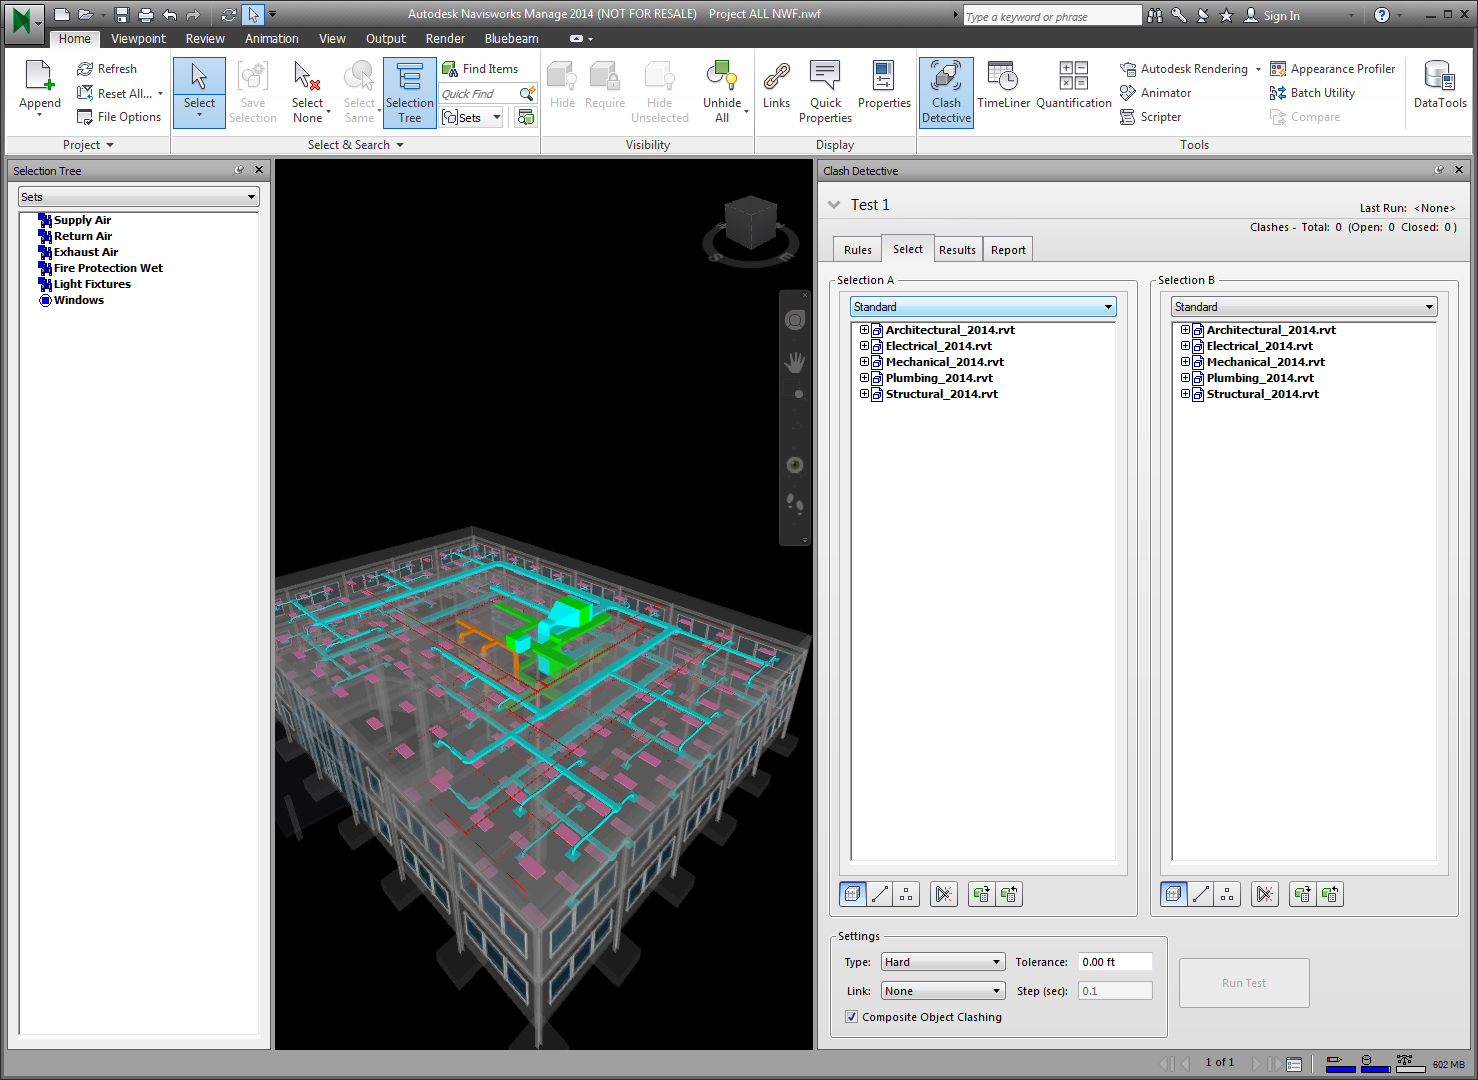 Autodesk Navisworks Manage 2014 (NOT FOR RESALE) Project ALL NWF.nwf
Type a keyword or phrase
Sign In
Home Viewpoint Review Animation View Output Render Bluebeam
Append
Refresh
Reset All...
File Options
Project
Select
Save Selection
Select None
Select Same
Selection Tree
Find Items
Quick Find
Sets
Select & Search
Hide
Require
Hide Unselected
Unhide All
Visibility
Links
Quick Properties
Properties
Display
Clash Detective
TimeLiner
Quantification
Autodesk Rendering
Animator
Scripter
Appearance Profiler
Batch Utility
Compare
Tools
DataTools
Selection Tree
Sets
Supply Air
Return Air
Exhaust Air
Fire Protection Wet
Light Fixtures
Windows
S E
Clash Detective
Test 1
Last Run: <None>
Clashes - Total: 0 (Open: 0 Closed: 0)
Rules Select Results Report
Selection A
Standard
Architectural_2014.rvt
Electrical_2014.rvt
Mechanical_2014.rvt
Plumbing_2014.rvt
Structural_2014.rvt
Selection B
Standard
Architectural_2014.rvt
Electrical_2014.rvt
Mechanical_2014.rvt
Plumbing_2014.rvt
Structural_2014.rvt
Settings
Type: Hard Tolerance: 0.00 ft
Link: None Step (sec): 0.1
Composite Object Clashing
Run Test
1 of 1
602 MB